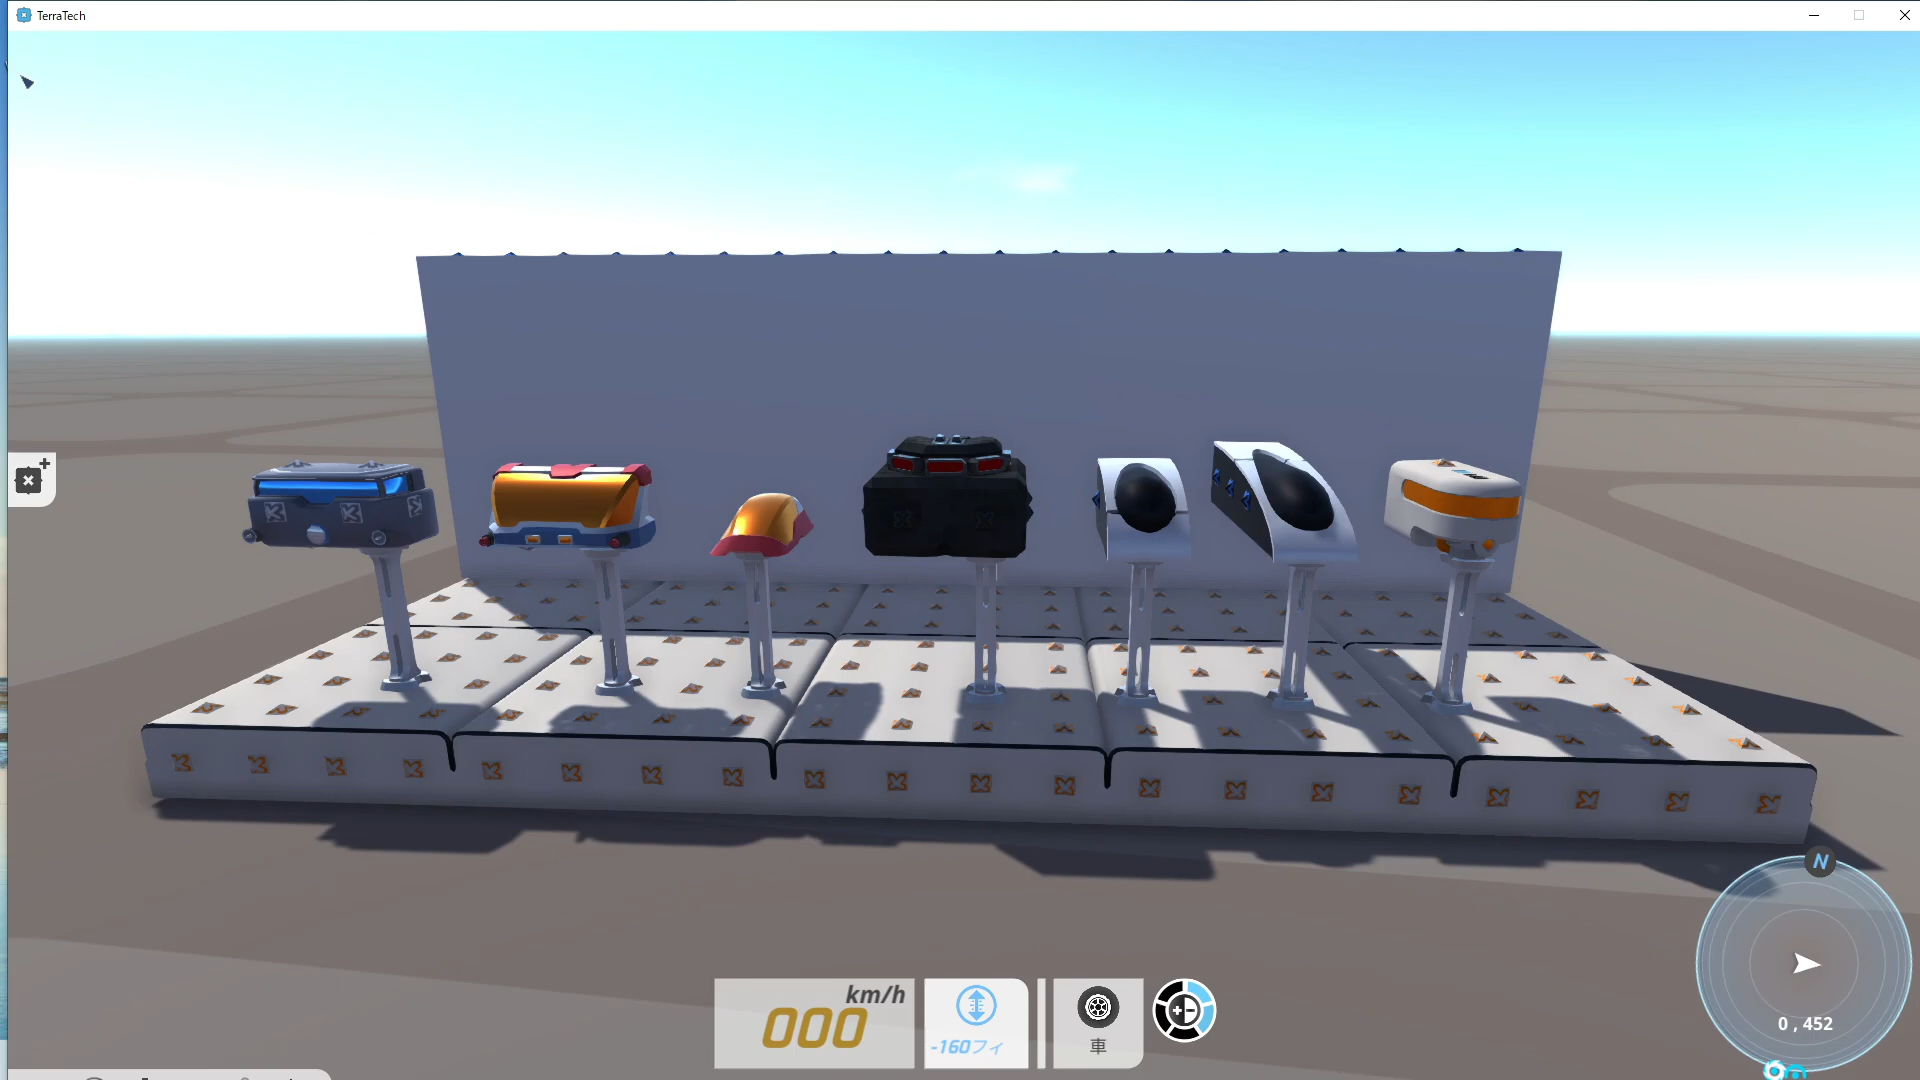 TerraTech
km/h
000
-160フィ
車
N
0 , 452